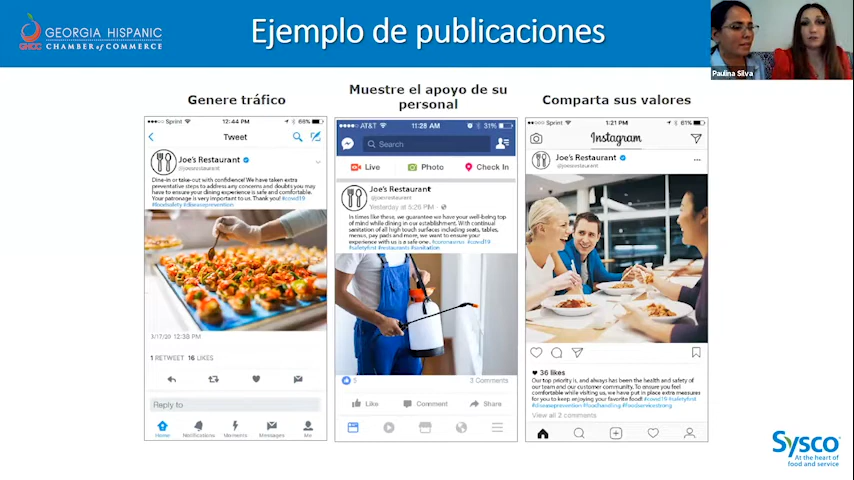 GEORGIA HISPANIC
GHCC CHAMBER of COMMERCE
Ejemplo de publicaciones
Paulina Silva
Genere tráfico
Sprint
12:44 PM
68%
Tweet
Joe's Restaurant
@joesrestaurant
Dine-in or take-out with confidence! We have taken extra
preventative steps to address any concerns and doubts you may
have to ensure your dining experience is safe and comfortable.
Your patronage is very important to us. Thank you! #covid19
#foodsafety #diseaseprevention
3/17/20 12:38 PM
1 RETWEET 16 LIKES
Reply to
Home
Notifications
Moments
Messages
Me
Muestre el apoyo de su
personal
AT&T
11:28 AM
31%
Search
Live
Photo
Check In
Joe's Restaurant
@joesrestaurant
Yesterday at 5:28 PM
In times like these, we guarantee we have your well-being top
of mind while dining in our establishment. With continual
sanitation of all high touch surfaces including seats, tables,
menus, pay pads and more, we want to ensure your
experience with us is a safe one. #coronavirus #covid19
#safetyfirst #restaurants #sanitation
5
3 Comments
Like
Comment
Share
Comparta sus valores
Sprint
1:21 PM
61%
Instagram
Joe's Restaurant
@joesrestaurant
36 likes
Our top priority is, and always has been the health and safety of
our team and our customer community. To ensure you feel
comfortable while visiting us, we have put in place extra measures
for you to keep enjoying your favorite food! #covid19 #safetyfirst
#diseaseprevention #foodhandling #foodservicestrong
View all 2 comments
Sysco
At the heart of
food and service